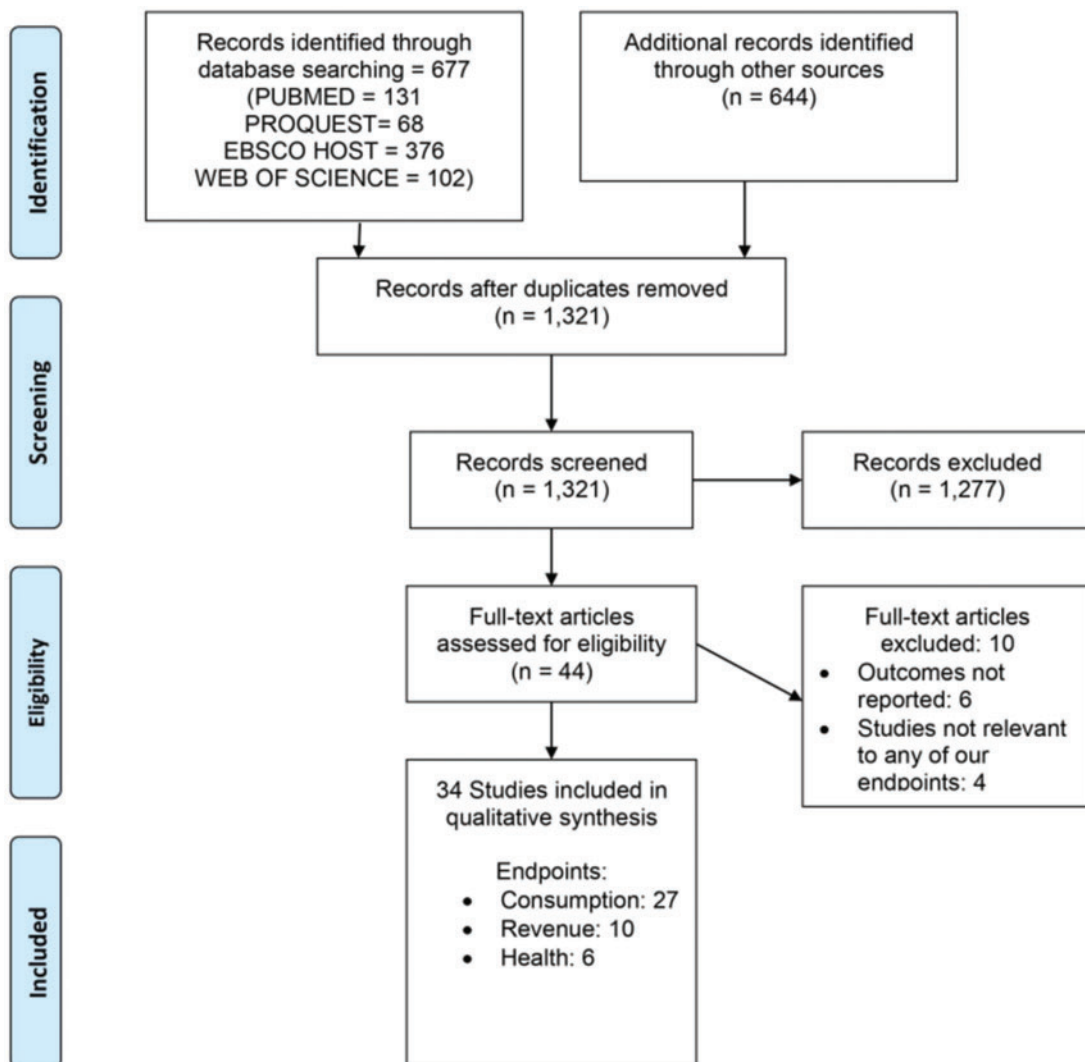 Identification
Records identified through
database searching = 677
(PUBMED = 131
PROQUEST= 68
EBSCO HOST = 376
WEB OF SCIENCE = 102)
Additional records identified
through other sources
(n = 644)
Records after duplicates removed
(n = 1,321)
Screening
Records screened
(n = 1,321)
Records excluded
(n = 1,277)
Eligibility
Full-text articles
assessed for eligibility
(n = 44)
Full-text articles
excluded: 10
• Outcomes not
reported: 6
• Studies not relevant
to any of our
endpoints: 4
Included
34 Studies included in
qualitative synthesis
Endpoints:
• Consumption: 27
• Revenue: 10
• Health: 6